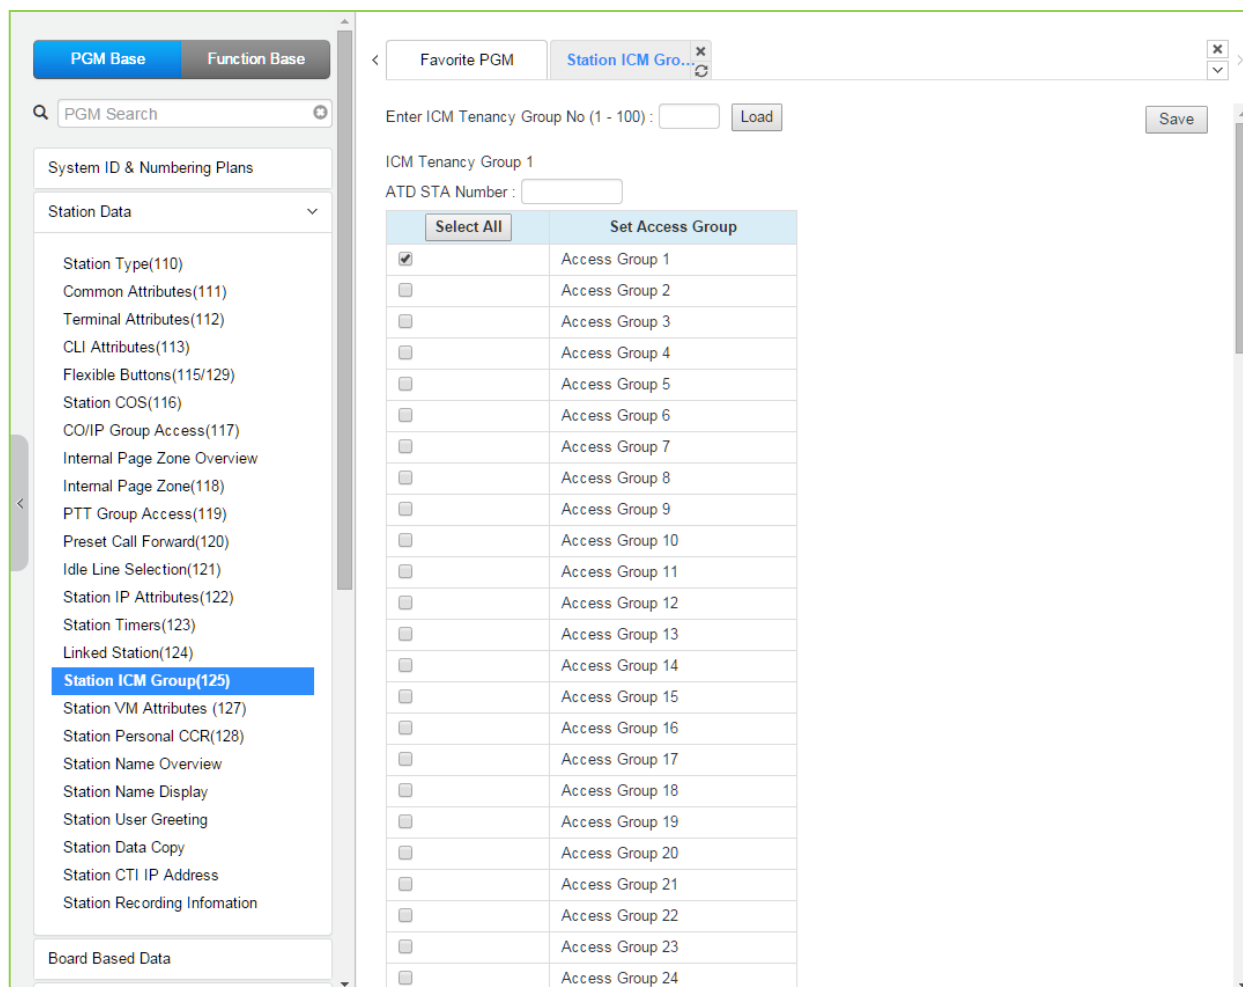 PGM Base Function Base
PGM Search
System ID & Numbering Plans
Station Data
Station Type(110)
Common Attributes(111)
Terminal Attributes(112)
CLI Attributes(113)
Flexible Buttons(115/129)
Station COS(116)
CO/IP Group Access(117)
Internal Page Zone Overview
Internal Page Zone(118)
PTT Group Access(119)
Preset Call Forward(120)
Idle Line Selection(121)
Station IP Attributes(122)
Station Timers(123)
Linked Station(124)
Station ICM Group(125)
Station VM Attributes (127)
Station Personal CCR(128)
Station Name Overview
Station Name Display
Station User Greeting
Station Data Copy
Station CTI IP Address
Station Recording Infomation
Board Based Data
Favorite PGM Station ICM Gro...
Enter ICM Tenancy Group No (1 - 100) : Load Save
ICM Tenancy Group 1
ATD STA Number :
Select All Set Access Group
Access Group 1
Access Group 2
Access Group 3
Access Group 4
Access Group 5
Access Group 6
Access Group 7
Access Group 8
Access Group 9
Access Group 10
Access Group 11
Access Group 12
Access Group 13
Access Group 14
Access Group 15
Access Group 16
Access Group 17
Access Group 18
Access Group 19
Access Group 20
Access Group 21
Access Group 22
Access Group 23
Access Group 24